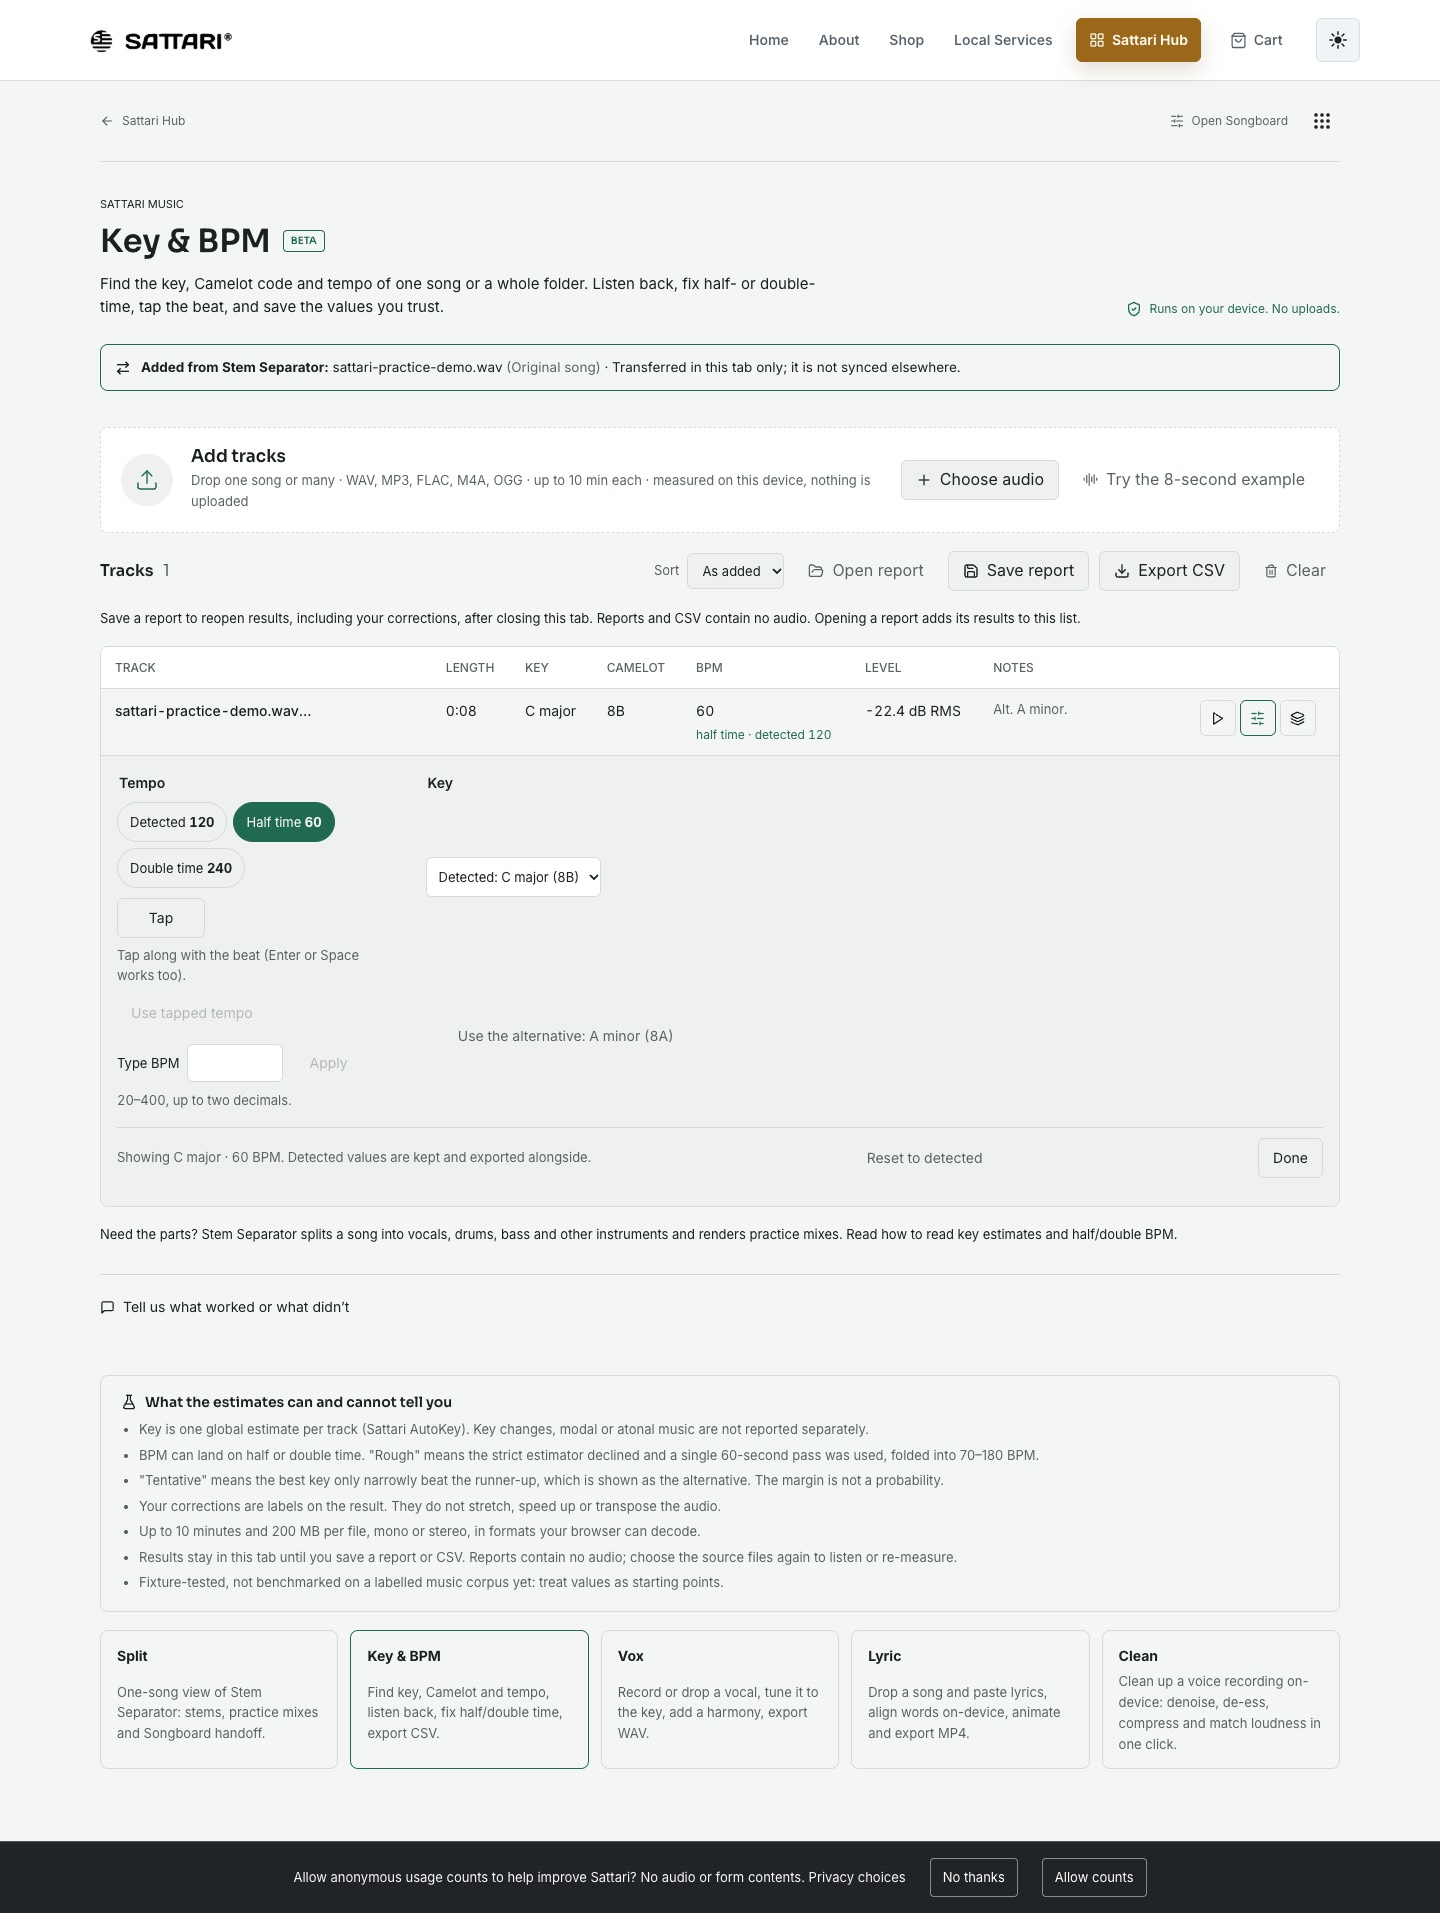 SATTARI®
Home About Shop Local Services Sattari Hub Cart
Sattari Hub
Open Songboard
SATTARI MUSIC
Key & BPM BETA
Find the key, Camelot code and tempo of one song or a whole folder. Listen back, fix half- or double-
time, tap the beat, and save the values you trust.
Runs on your device. No uploads.
Added from Stem Separator: sattari-practice-demo.wav (Original song) · Transferred in this tab only; it is not synced elsewhere.
Add tracks
Drop one song or many · WAV, MP3, FLAC, M4A, OGG · up to 10 min each · measured on this device, nothing is
uploaded
Choose audio
Try the 8-second example
Tracks 1
Sort As added Open report Save report Export CSV Clear
Save a report to reopen results, including your corrections, after closing this tab. Reports and CSV contain no audio. Opening a report adds its results to this list.
TRACK LENGTH KEY CAMELOT BPM LEVEL NOTES
sattari-practice-demo.wav… 0:08 C major 8B 60 -22.4 dB RMS Alt. A minor.
half time · detected 120
Tempo
Detected 120 Half time 60
Double time 240
Tap
Tap along with the beat (Enter or Space
works too).
Use tapped tempo
Type BPM Apply
20–400, up to two decimals.
Key
Detected: C major (8B)
Use the alternative: A minor (8A)
Showing C major · 60 BPM. Detected values are kept and exported alongside.
Reset to detected
Done
Need the parts? Stem Separator splits a song into vocals, drums, bass and other instruments and renders practice mixes. Read how to read key estimates and half/double BPM.
Tell us what worked or what didn’t
What the estimates can and cannot tell you
• Key is one global estimate per track (Sattari AutoKey). Key changes, modal or atonal music are not reported separately.
• BPM can land on half or double time. "Rough" means the strict estimator declined and a single 60-second pass was used, folded into 70–180 BPM.
• "Tentative" means the best key only narrowly beat the runner-up, which is shown as the alternative. The margin is not a probability.
• Your corrections are labels on the result. They do not stretch, speed up or transpose the audio.
• Up to 10 minutes and 200 MB per file, mono or stereo, in formats your browser can decode.
• Results stay in this tab until you save a report or CSV. Reports contain no audio; choose the source files again to listen or re-measure.
• Fixture-tested, not benchmarked on a labelled music corpus yet: treat values as starting points.
Split
One-song view of Stem
Separator: stems, practice mixes
and Songboard handoff.
Key & BPM
Find key, Camelot and tempo,
listen back, fix half/double time,
export CSV.
Vox
Record or drop a vocal, tune it to
the key, add a harmony, export
WAV.
Lyric
Drop a song and paste lyrics,
align words on-device, animate
and export MP4.
Clean
Clean up a voice recording on-
device: denoise, de-ess,
compress and match loudness in
one click.
Allow anonymous usage counts to help improve Sattari? No audio or form contents. Privacy choices
No thanks
Allow counts